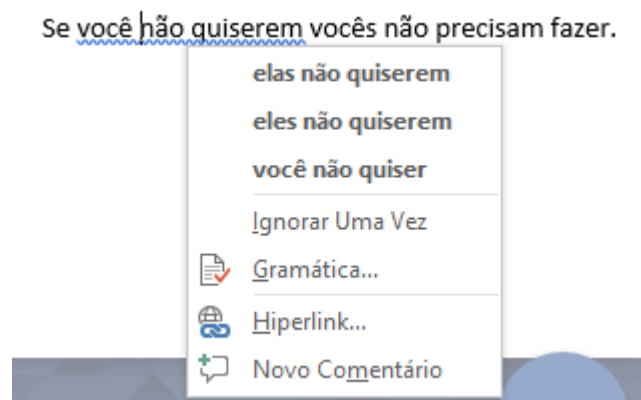 Se você não quiserem vocês não precisam fazer.
elas não quiserem
eles não quiserem
você não quiser
Ignorar Uma Vez
Gramática...
Hiperlink...
Novo Comentário